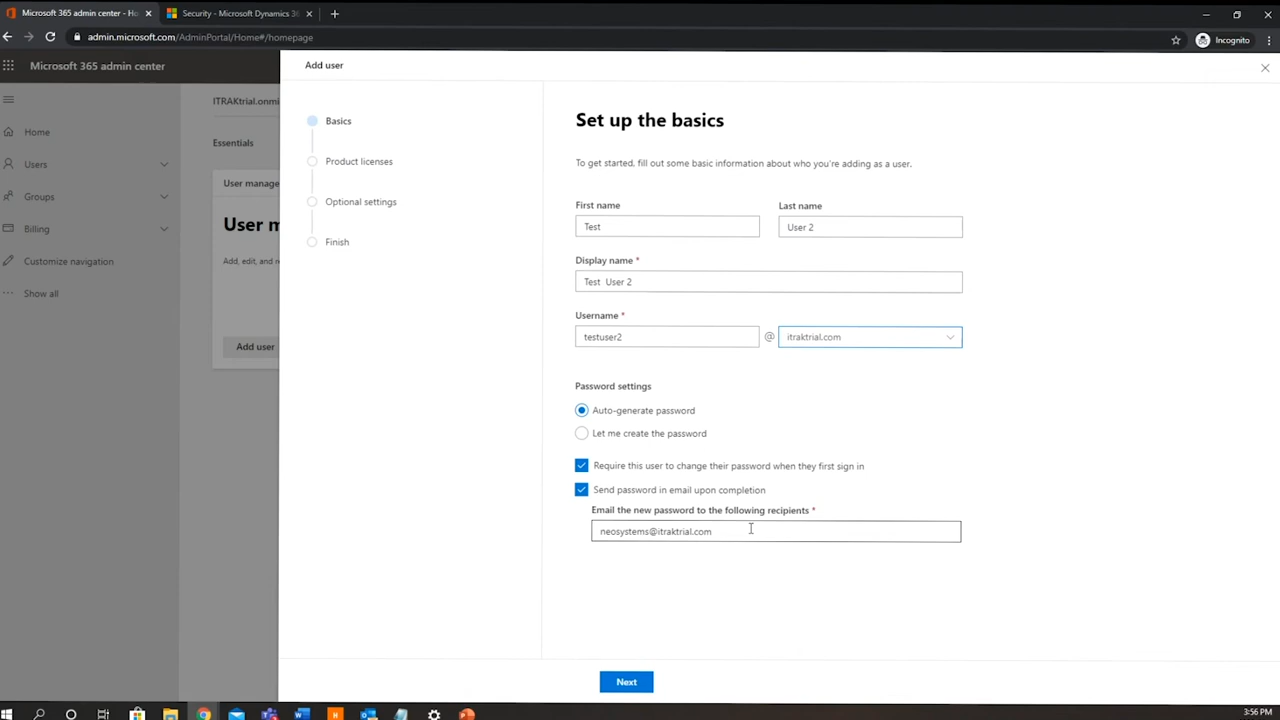 Microsoft 365 admin center - Ho
Security - Microsoft Dynamics 36
admin.microsoft.com/AdminPortal/Home#/homepage
Incognito
Microsoft 365 admin center
Add user
ITRAKtrial.onmi
Home
Users
Groups
Billing
Customize navigation
Show all
Essentials
User manage
User m
Add, edit, and re
Add user
Basics
Product licenses
Optional settings
Finish
Set up the basics
To get started, fill out some basic information about who you're adding as a user.
First name
Last name
Test
User 2
Display name *
Test User 2
Username *
testuser2
@
itraktrial.com
Password settings
Auto-generate password
Let me create the password
Require this user to change their password when they first sign in
Send password in email upon completion
Email the new password to the following recipients *
neosystems@itraktrial.com
Next
3:56 PM